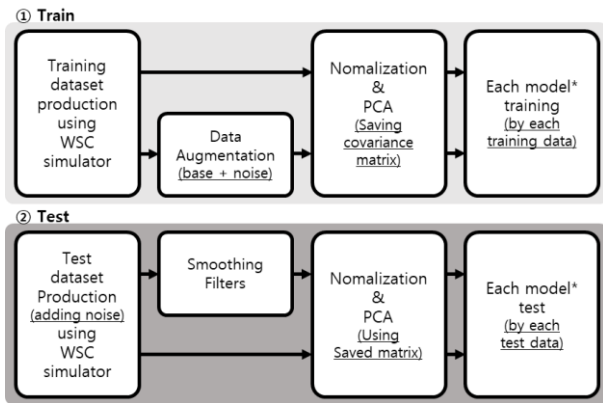 ① Train
Training
dataset
production
using
WSC
simulator
Data
Augmentation
(base + noise)
Nomalization
&
PCA
(Saving
covariance
matrix)
Each model*
training
(by each
training data)
② Test
Test
dataset
Production
(adding noise)
using
WSC
simulator
Smoothing
Filters
Nomalization
&
PCA
(Using
Saved matrix)
Each model*
test
(by each
test data)